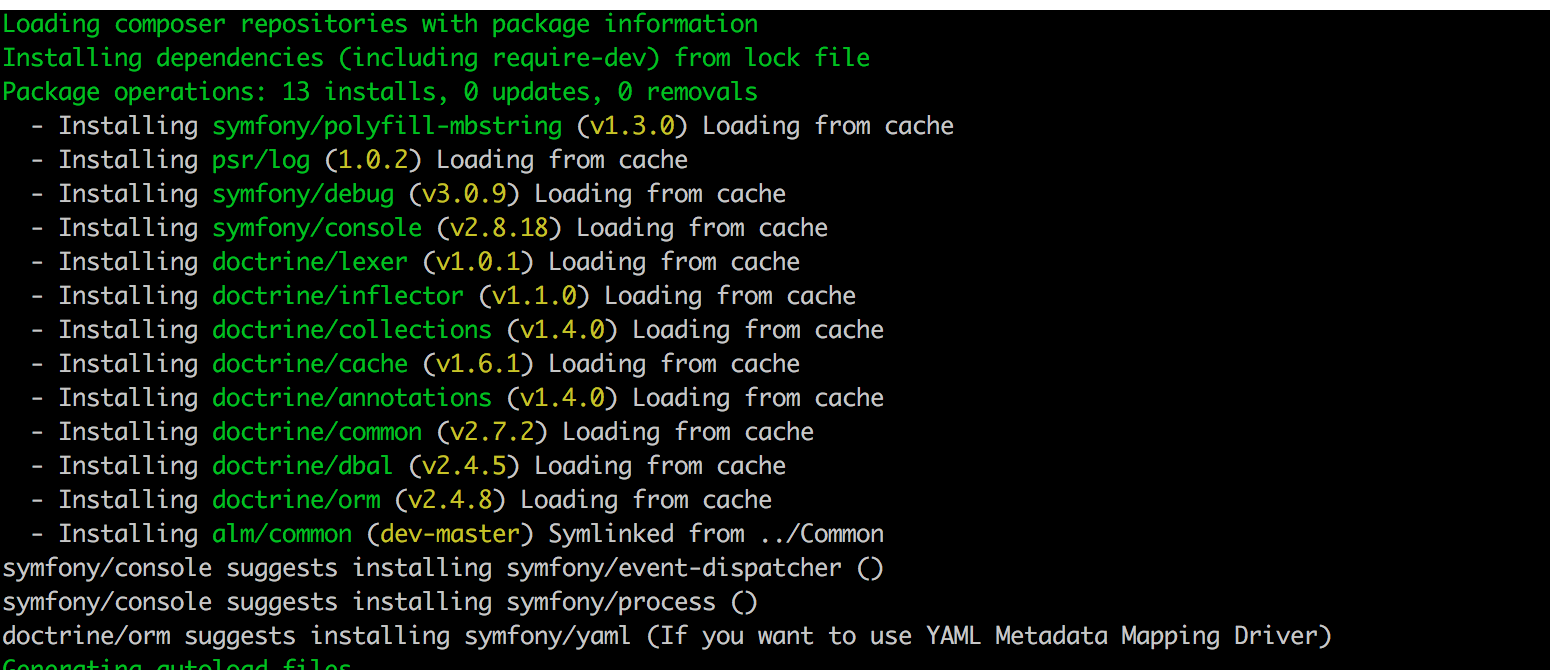 Loading composer repositories with package information
Installing dependencies (including require-dev) from lock file
Package operations: 13 installs, 0 updates, 0 removals
  - Installing symfony/polyfill-mbstring (v1.3.0) Loading from cache
  - Installing psr/log (1.0.2) Loading from cache
  - Installing symfony/debug (v3.0.9) Loading from cache
  - Installing symfony/console (v2.8.18) Loading from cache
  - Installing doctrine/lexer (v1.0.1) Loading from cache
  - Installing doctrine/inflector (v1.1.0) Loading from cache
  - Installing doctrine/collections (v1.4.0) Loading from cache
  - Installing doctrine/cache (v1.6.1) Loading from cache
  - Installing doctrine/annotations (v1.4.0) Loading from cache
  - Installing doctrine/common (v2.7.2) Loading from cache
  - Installing doctrine/dbal (v2.4.5) Loading from cache
  - Installing doctrine/orm (v2.4.8) Loading from cache
  - Installing alm/common (dev-master) Symlinked from ../Common
symfony/console suggests installing symfony/event-dispatcher ()
symfony/console suggests installing symfony/process ()
doctrine/orm suggests installing symfony/yaml (If you want to use YAML Metadata Mapping Driver)
Generating autoload files